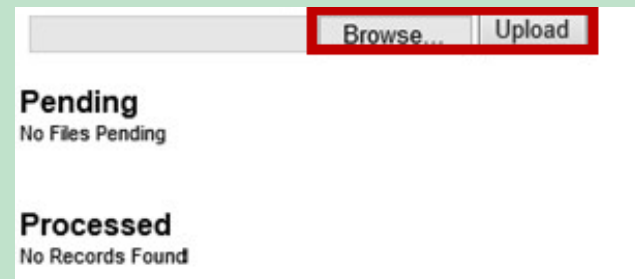 Browse... Upload
Pending
No Files Pending
Processed
No Records Found